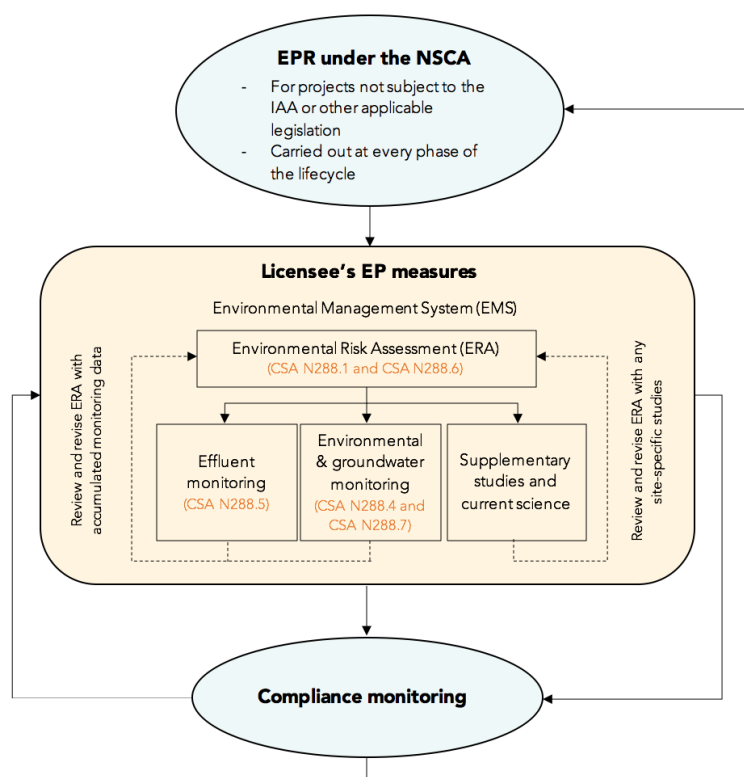 EPR under the NSCA
- For projects not subject to the
IAA or other applicable
legislation
- Carried out at every phase of
the lifecycle
Licensee's EP measures
Environmental Management System (EMS)
Environmental Risk Assessment (ERA)
(CSA N288.1 and CSA N288.6)
Review and revise ERA with
accumulated monitoring data
Effluent
monitoring
(CSA N288.5)
Environmental
& groundwater
monitoring
(CSA N288.4 and
CSA N288.7)
Supplementary
studies and
current science
Review and revise ERA with any
site-specific studies
Compliance monitoring